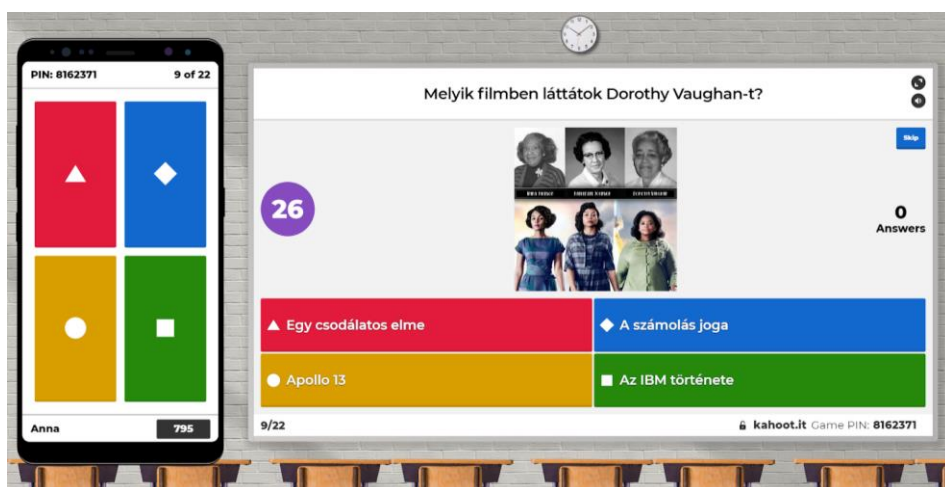 PIN: 8162371 9 of 22
Anna 795
Melyik filmben láttátok Dorothy Vaughan-t?
Skip
26
0
Answers
Egy csodálatos elme
A számolás joga
Apollo 13
Az IBM története
9/22
kahoot.it Game PIN: 8162371